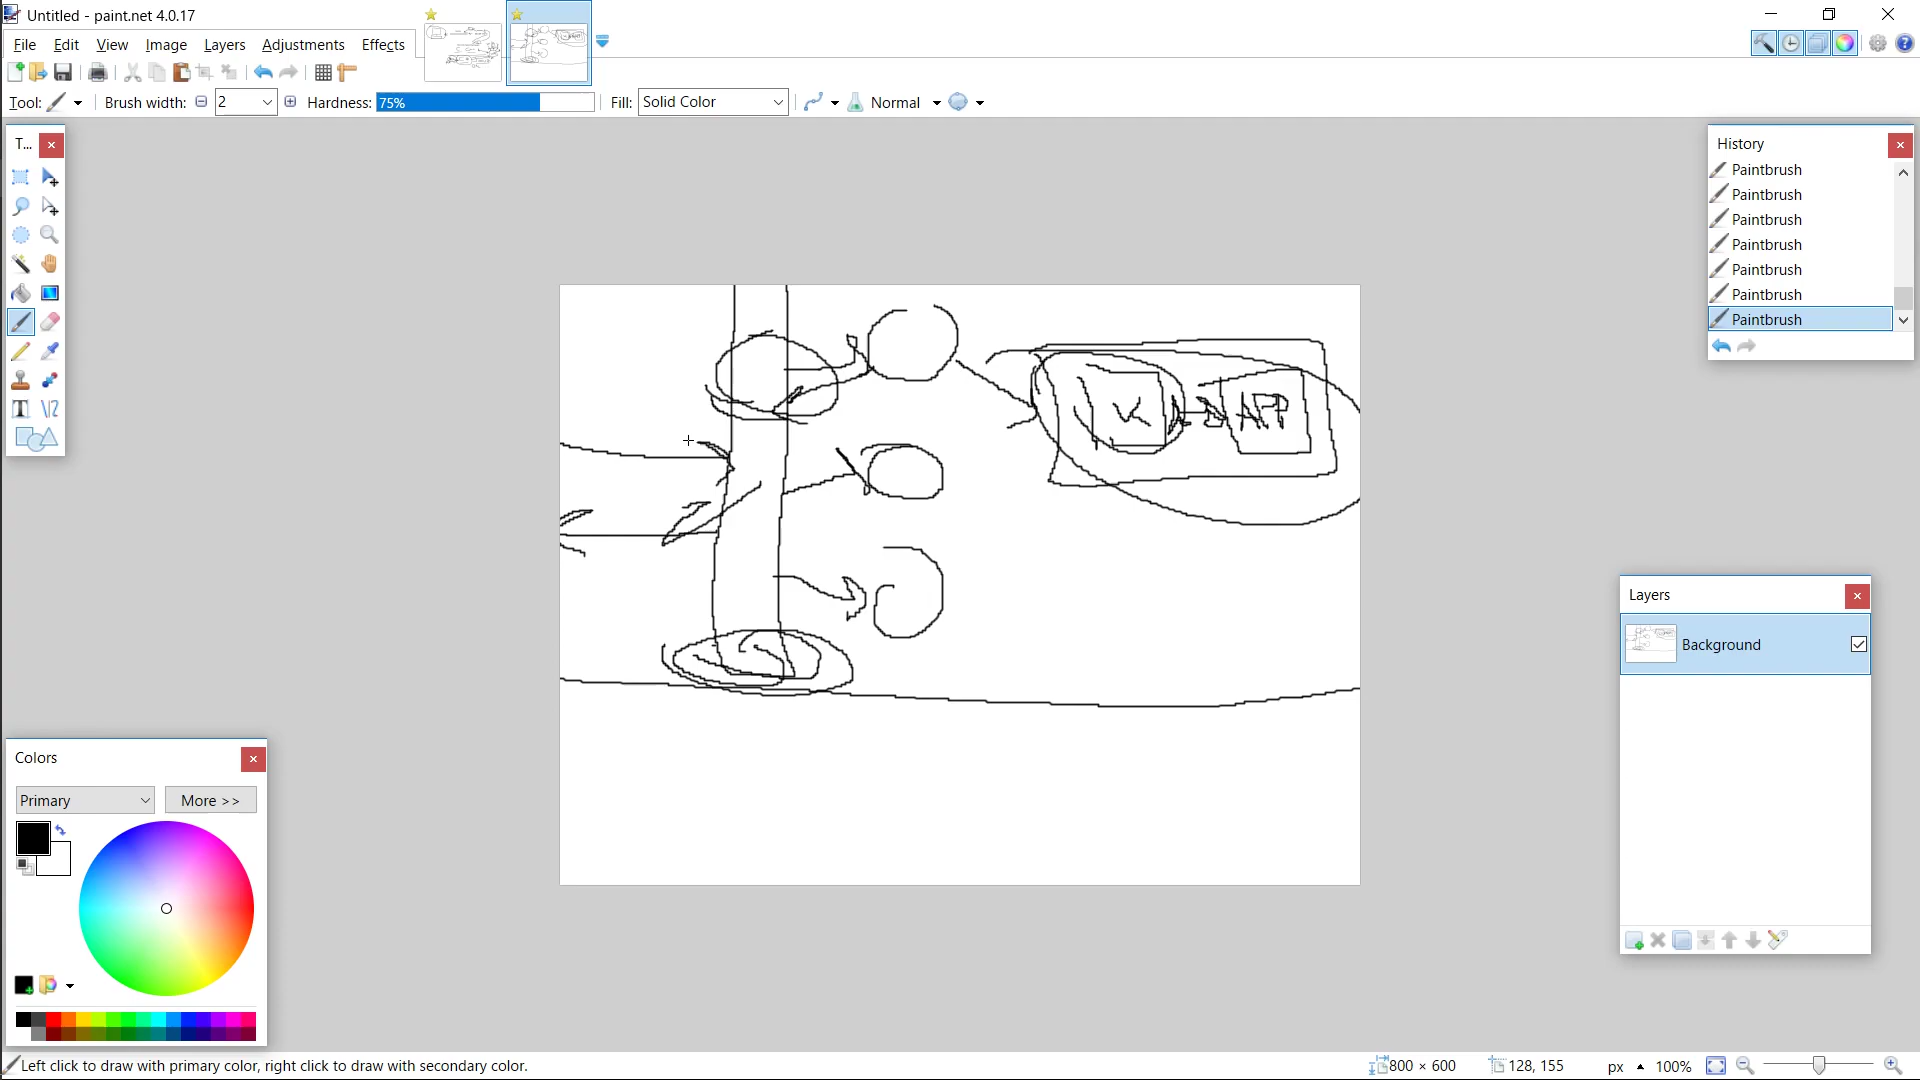 Untitled - paint.net 4.0.17
File Edit View Image Layers Adjustments Effects
Tool: Brush width: 2 Hardness: 75% Fill: Solid Color Normal
T...
History
Paintbrush
Paintbrush
Paintbrush
Paintbrush
Paintbrush
Paintbrush
Paintbrush
Layers
Background
Colors
Primary More >>
Left click to draw with primary color, right click to draw with secondary color. 800 × 600 128, 155 px 100%